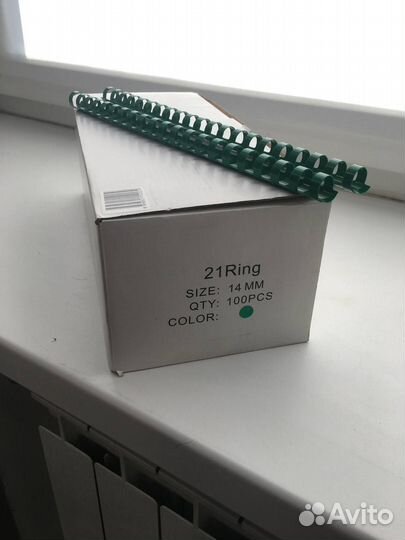 21Ring
SIZE: 14 MM
QTY: 100PCS
COLOR:
Avito